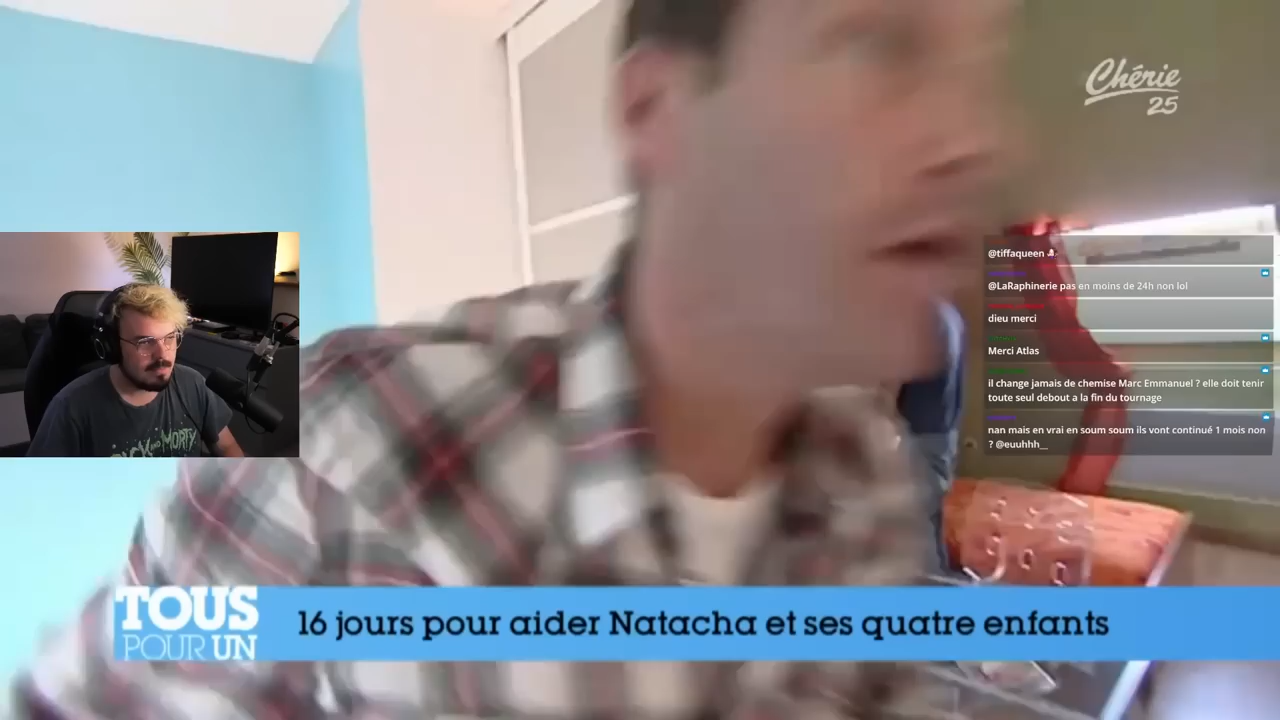 Chérie
25
@tiffaqueen
@LaRaphinerie pas en moins de 24h non lol
dieu merci
Merci Atlas
il change jamais de chemise Marc Emmanuel ? elle doit tenir
toute seul debout a la fin du tournage
nan mais en vrai en soum soum ils vont continué 1 mois non
? @euuhhh__
MORTY
TOUS
POUR UN
16 jours pour aider Natacha et ses quatre enfants